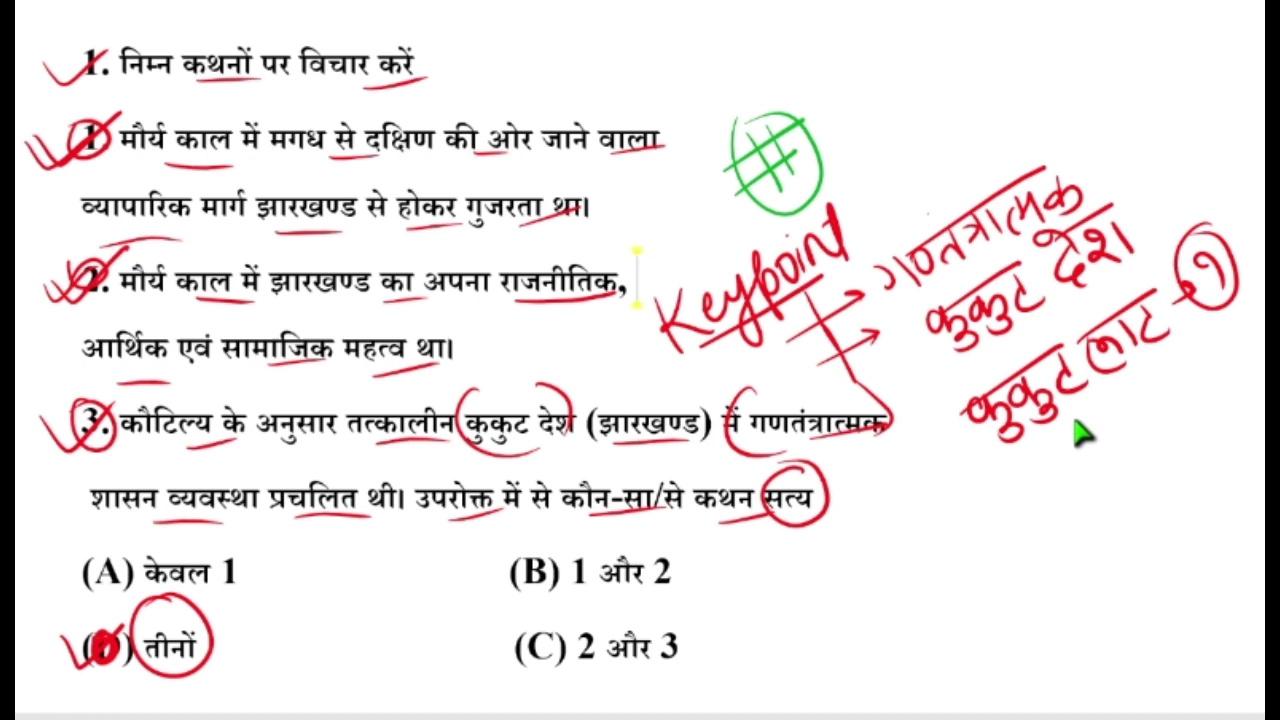 1. निम्न कथनों पर विचार करें
1. मौर्य काल में मगध से दक्षिण की ओर जाने वाला
व्यापारिक मार्ग झारखण्ड से होकर गुजरता था।
2. मौर्य काल में झारखण्ड का अपना राजनीतिक,
आर्थिक एवं सामाजिक महत्व था।
3. कौटिल्य के अनुसार तत्कालीन कुकुट देश (झारखण्ड) में गणतंत्रात्मक
शासन व्यवस्था प्रचलित थी। उपरोक्त में से कौन-सा/से कथन सत्य
(A) केवल 1
(B) 1 और 2
(D) तीनों
(C) 2 और 3
#
Keypoint
गणतत्रात्मक
कुकुट देश
कुकुट लाट - १